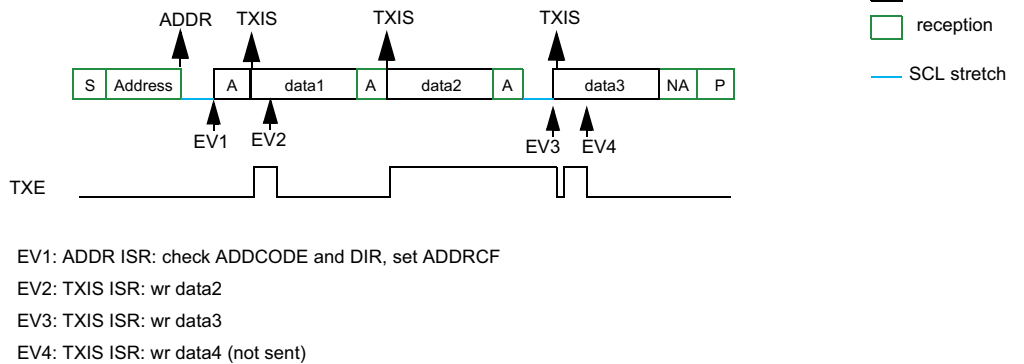 ADDR TXIS TXIS TXIS
reception
SCL stretch
S Address A data1 A data2 A data3 NA P
EV1 EV2 EV3 EV4
TXE
EV1: ADDR ISR: check ADDCODE and DIR, set ADDRCF
EV2: TXIS ISR: wr data2
EV3: TXIS ISR: wr data3
EV4: TXIS ISR: wr data4 (not sent)